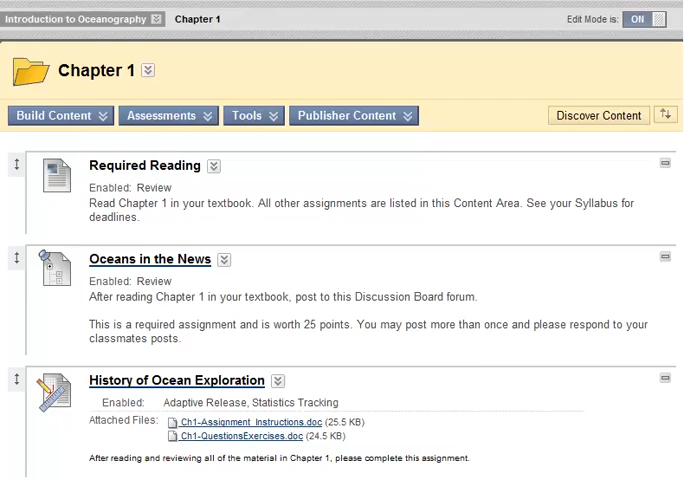 Introduction to Oceanography Chapter 1 Edit Mode is: ON
Chapter 1
Build Content Assessments Tools Publisher Content Discover Content
Required Reading
Enabled: Review
Read Chapter 1 in your textbook. All other assignments are listed in this Content Area. See your Syllabus for
deadlines.
Oceans in the News
Enabled: Review
After reading Chapter 1 in your textbook, post to this Discussion Board forum.
This is a required assignment and is worth 25 points. You may post more than once and please respond to your
classmates posts.
History of Ocean Exploration
Enabled: Adaptive Release, Statistics Tracking
Attached Files: Ch1-Assignment_Instructions.doc (25.5 KB)
Ch1-QuestionsExercises.doc (24.5 KB)
After reading and reviewing all of the material in Chapter 1, please complete this assignment.